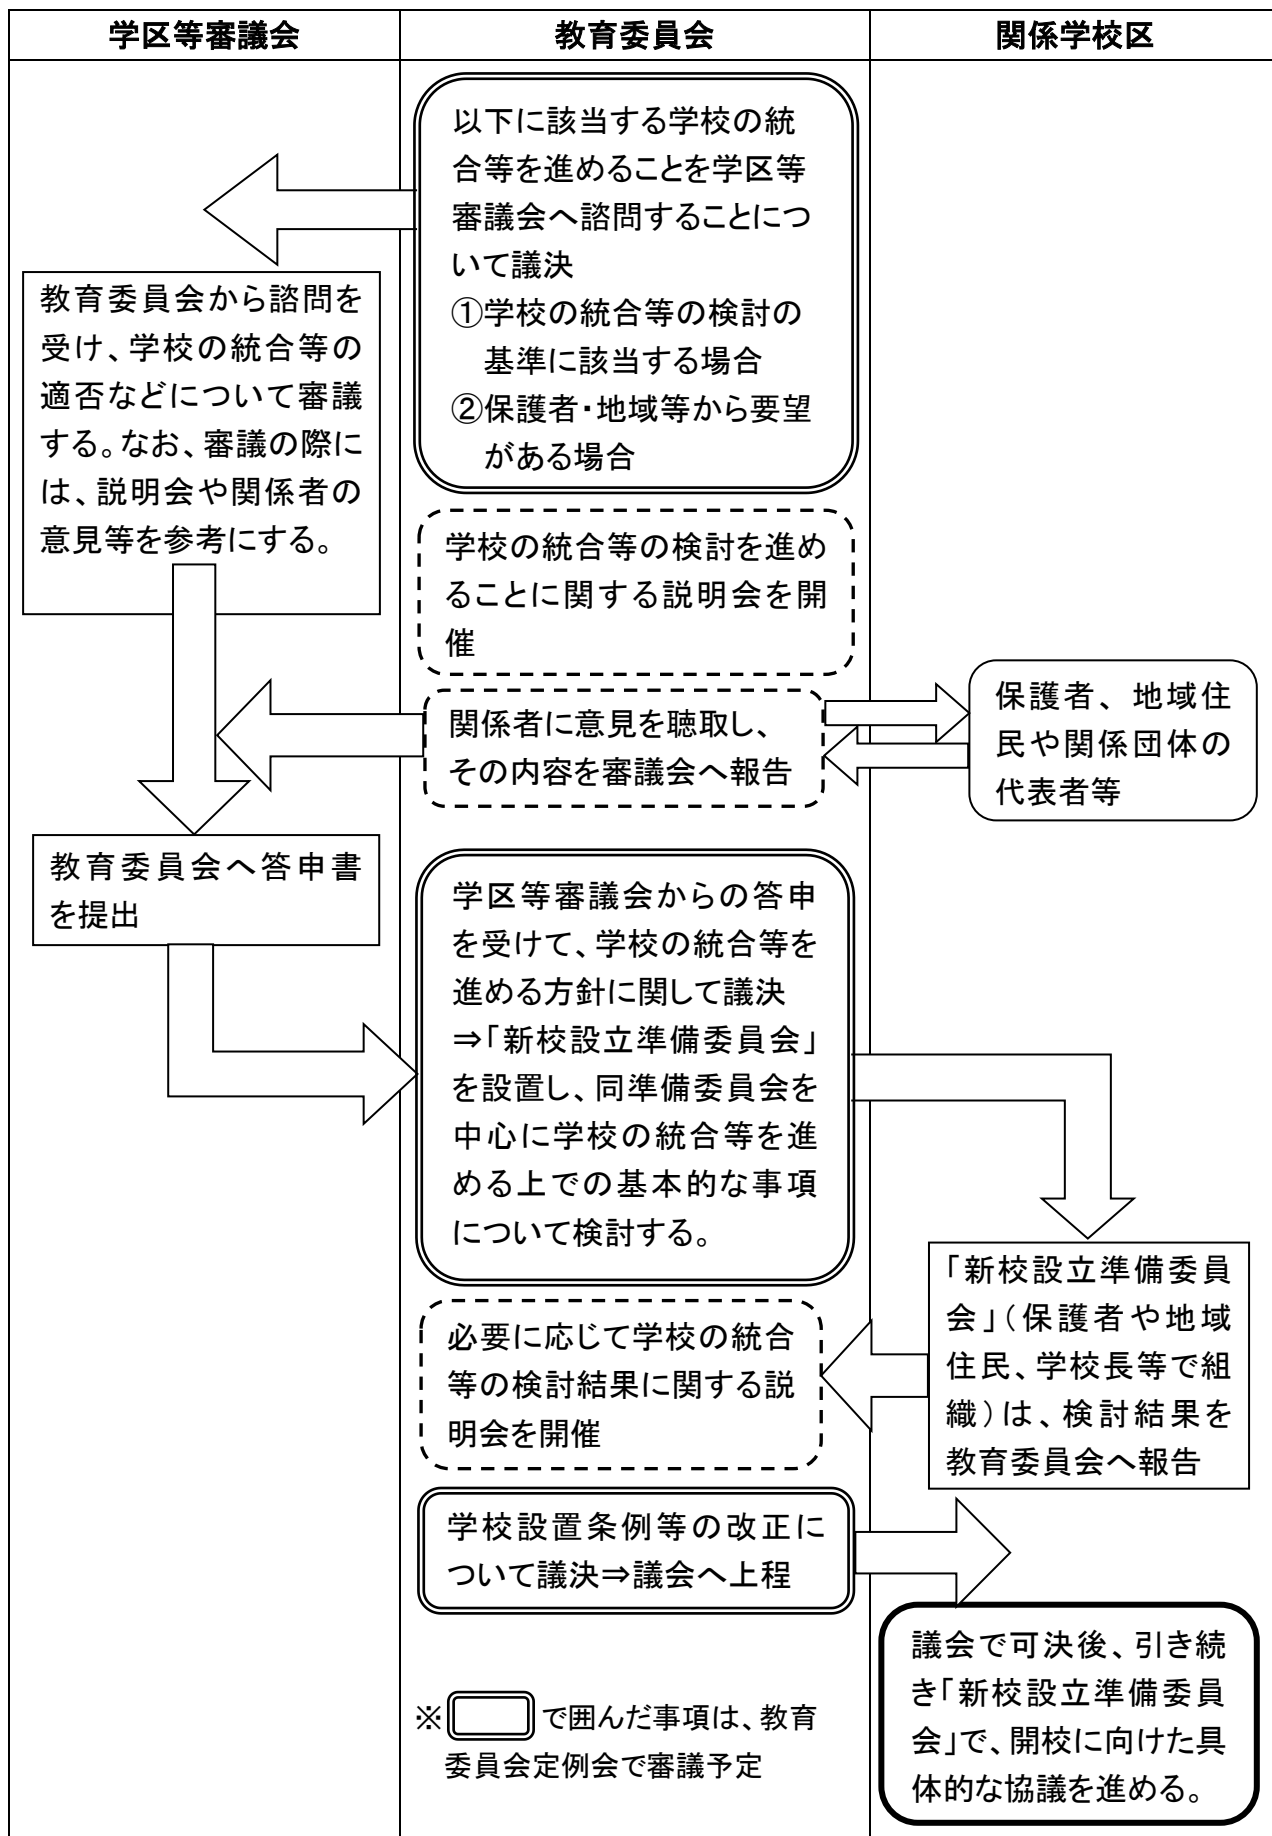 学区等審議会
教育委員会
関係学校区
以下に該当する学校の統
合等を進めることを学区等
審議会へ諮問することにつ
いて議決
①学校の統合等の検討の
基準に該当する場合
②保護者・地域等から要望
がある場合
教育委員会から諮問を
受け、学校の統合等の
適否などについて審議
する。なお、審議の際に
は、説明会や関係者の
意見等を参考にする。
学校の統合等の検討を進め
ることに関する説明会を開
催
関係者に意見を聴取し、
その内容を審議会へ報告
保護者、地域住
民や関係団体の
代表者等
教育委員会へ答申書
を提出
学区等審議会からの答申
を受けて、学校の統合等を
進める方針に関して議決
⇒「新校設立準備委員会」
を設置し、同準備委員会を
中心に学校の統合等を進
める上での基本的な事項
について検討する。
「新校設立準備委員
会」（保護者や地域
住民、学校長等で組
織）は、検討結果を
教育委員会へ報告
必要に応じて学校の統合
等の検討結果に関する説
明会を開催
学校設置条例等の改正に
ついて議決⇒議会へ上程
議会で可決後、引き続
き「新校設立準備委員
会」で、開校に向けた具
体的な協議を進める。
※ で囲んだ事項は、教育
委員会定例会で審議予定